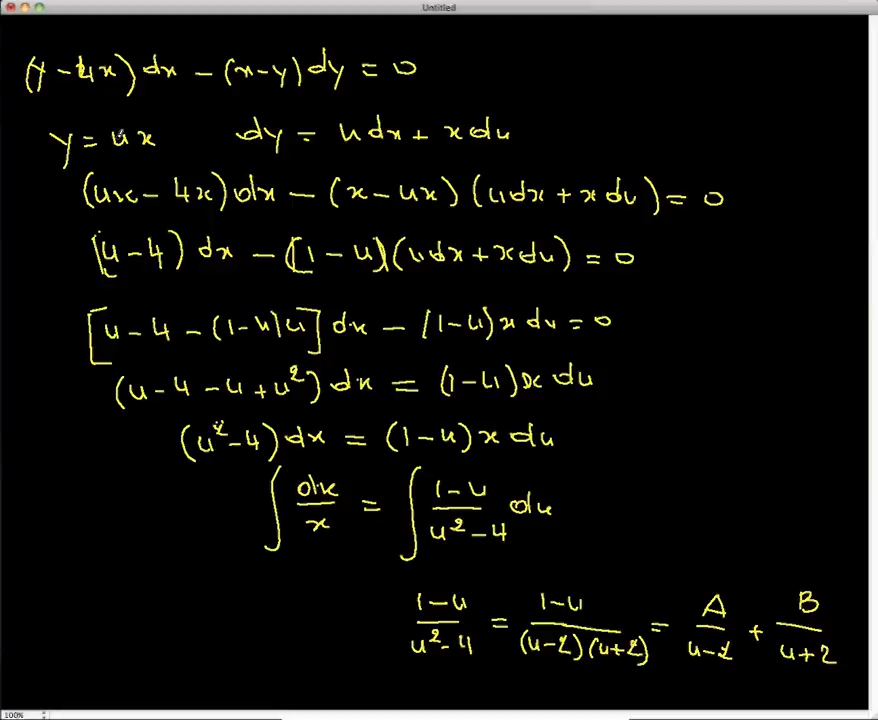 Untitled
(y - 4x) dx - (x - y) dy = 0
y = ux dy = u dx + x du
(ux - 4x) dx - (x - ux) (u dx + x du) = 0
(u - 4) dx - (1 - u) (u dx + x du) = 0
[u - 4 - (1 - u) u] dx - (1 - u) x du = 0
(u - 4 - u + u²) dx = (1 - u) x du
(u² - 4) dx = (1 - u) x du
∫ dx/x = ∫ (1 - u)/(u² - 4) du
(1 - u)/(u² - 4) = (1 - u)/((u - 2)(u + 2)) = A/(u - 2) + B/(u + 2)
100%